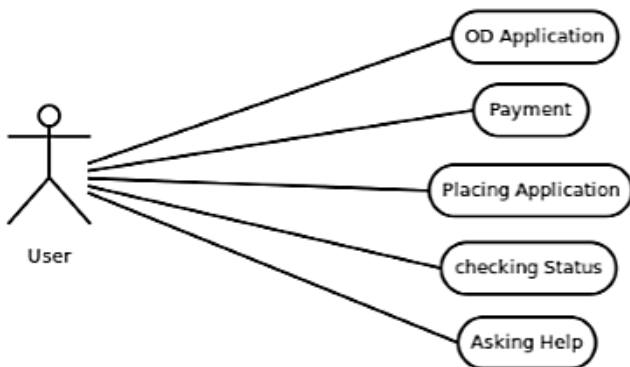 OD Application
Payment
Placing Application
User
checking Status
Asking Help